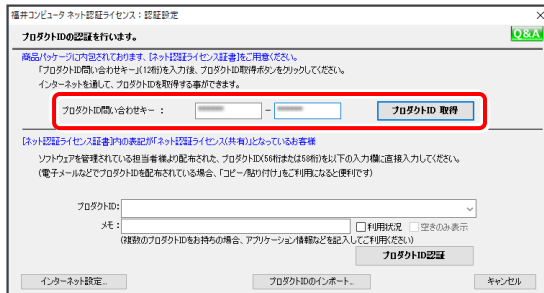 福井コンピュータ ネット認証ライセンス：認証設定
プロダクトIDの認証を行います。
Q&A
商品パッケージに内包されております、［ネット認証ライセンス証書］をご用意ください。
「プロダクトID問い合わせキー」(12桁)を入力後、プロダクトID取得ボタンをクリックしてください。
インターネットを通して、プロダクトIDを取得する事ができます。
プロダクトID問い合わせキー ：
－
プロダクトID 取得
［ネット認証ライセンス証書］内の表記が「ネット認証ライセンス(共有)」となっているお客様
ソフトウェアを管理されている担当者様より配布された、プロダクトID(56桁または58桁)を以下の入力欄に直接入力してください。
(電子メールなどでプロダクトIDを配布されている場合、「コピー/貼り付け」をご利用になると便利です)
プロダクトID：
メモ：
利用状況 空きのみ表示
(複数のプロダクトIDをお持ちの場合、アプリケーション情報などを記入してご利用ください)
プロダクトID認証
インターネット設定...
プロダクトIDのインポート...
キャンセル